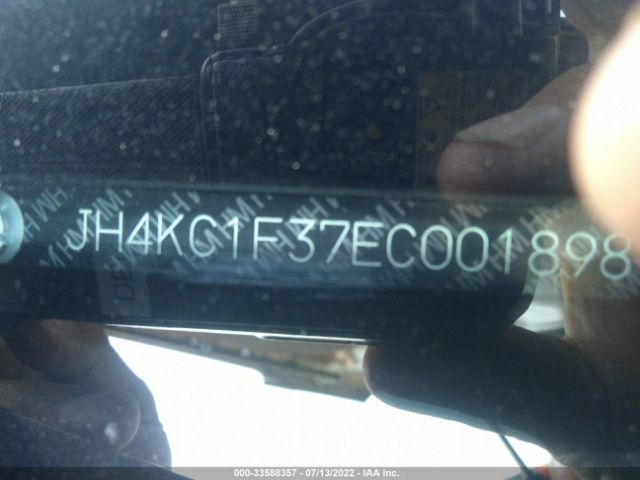 JH4KC1F37EC001898
000-33588357 - 07/13/2022 - IAA Inc.